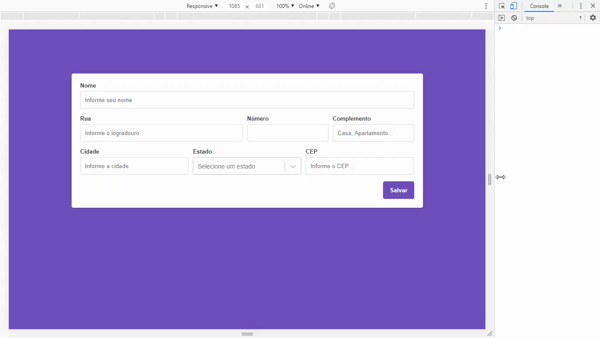 Responsive ▼ 1085 × 681 100% ▼ Online ▼
Console » 
top ▼
Nome
Informe seu nome
Rua Número Complemento
Informe o logradouro Casa, Apartamento...
Cidade Estado CEP
Informe a cidade Selecione um estado Informe o CEP.
Salvar